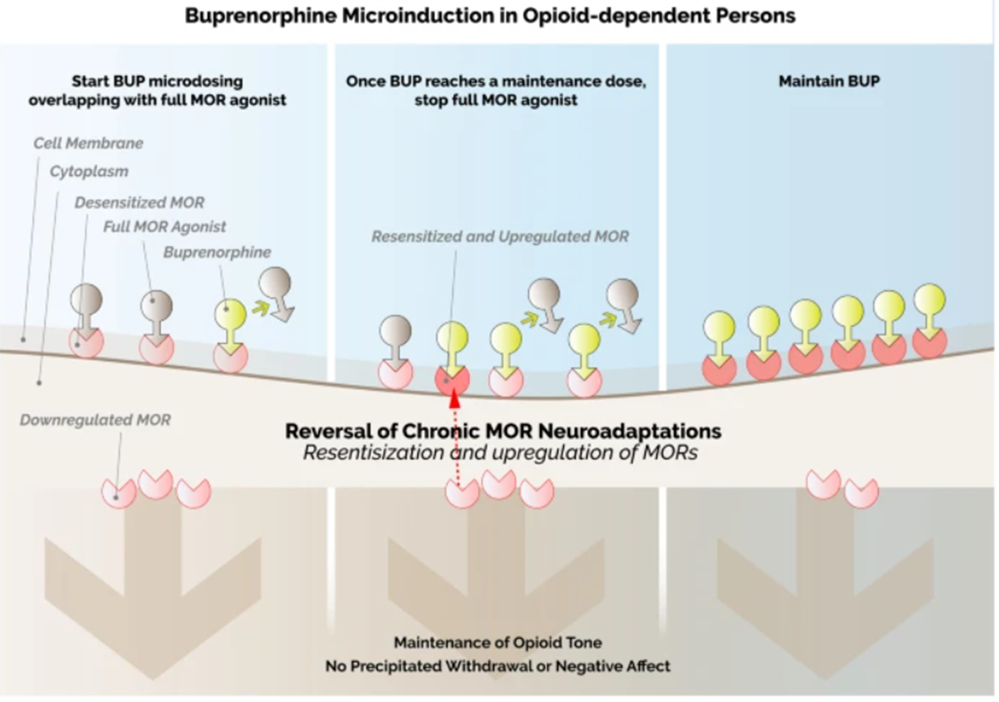 Buprenorphine Microinduction in Opioid-dependent Persons
Start BUP microdosing
overlapping with full MOR agonist
Once BUP reaches a maintenance dose,
stop full MOR agonist
Maintain BUP
Cell Membrane
Cytoplasm
Desensitized MOR
Full MOR Agonist
Buprenorphine
Resensitized and Upregulated MOR
Downregulated MOR
Reversal of Chronic MOR Neuroadaptations
Resentisization and upregulation of MORs
Maintenance of Opioid Tone
No Precipitated Withdrawal or Negative Affect